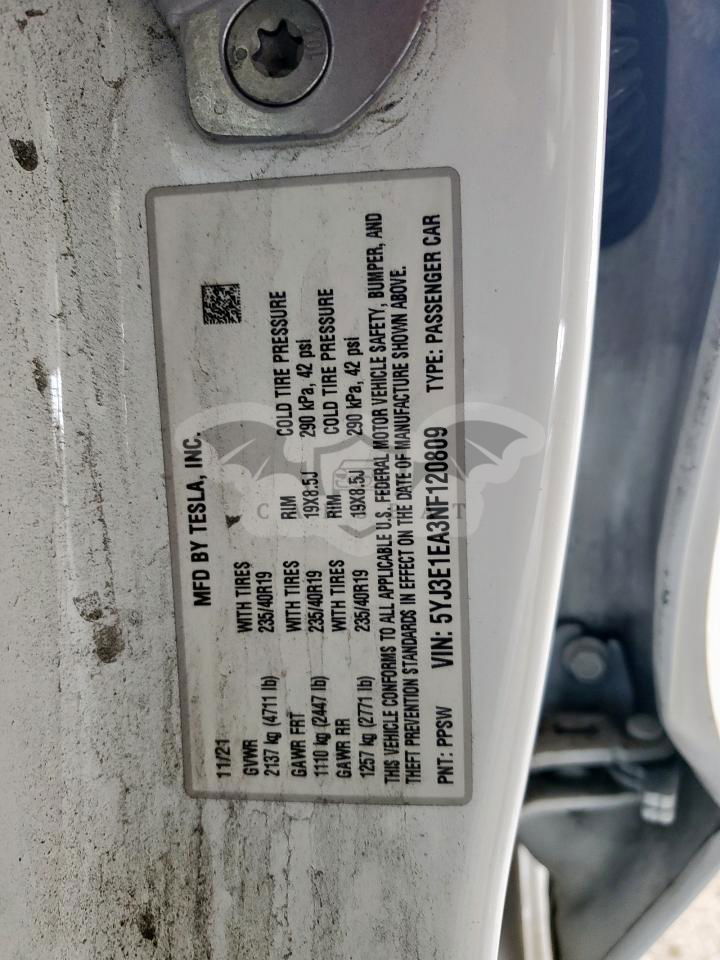 MFD BY TESLA, INC.
11/21
GVWR WITH TIRES RIM COLD TIRE PRESSURE
2137 kg (4711 lb) 235/40R19 19X8.5J 290 kPa, 42 psi
GAWR FRT WITH TIRES RIM COLD TIRE PRESSURE
1110 kg (2447 lb) 235/40R19 19X8.5J 290 kPa, 42 psi
GAWR RR WITH TIRES
1257 kg (2771 lb) 235/40R19
THIS VEHICLE CONFORMS TO ALL APPLICABLE U.S. FEDERAL MOTOR VEHICLE SAFETY, BUMPER, AND
THEFT PREVENTION STANDARDS IN EFFECT ON THE DATE OF MANUFACTURE SHOWN ABOVE.
PNT: PPSW VIN: 5YJ3E1EA3NF120809 TYPE: PASSENGER CAR